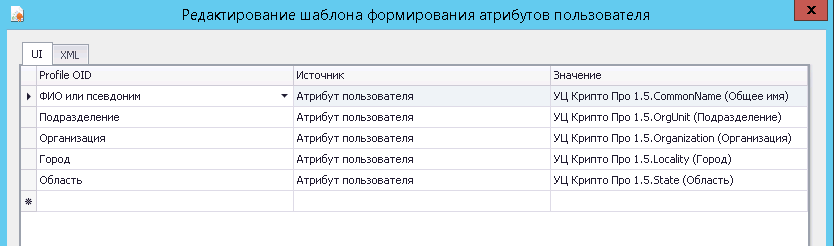 Редактирование шаблона формирования атрибутов пользователя
x
UI XML
Profile OID Источник Значение
ФИО или псевдоним Атрибут пользователя УЦ Крипто Про 1.5.CommonName (Общее имя)
Подразделение Атрибут пользователя УЦ Крипто Про 1.5.OrgUnit (Подразделение)
Организация Атрибут пользователя УЦ Крипто Про 1.5.Organization (Организация)
Город Атрибут пользователя УЦ Крипто Про 1.5.Locality (Город)
Область Атрибут пользователя УЦ Крипто Про 1.5.State (Область)